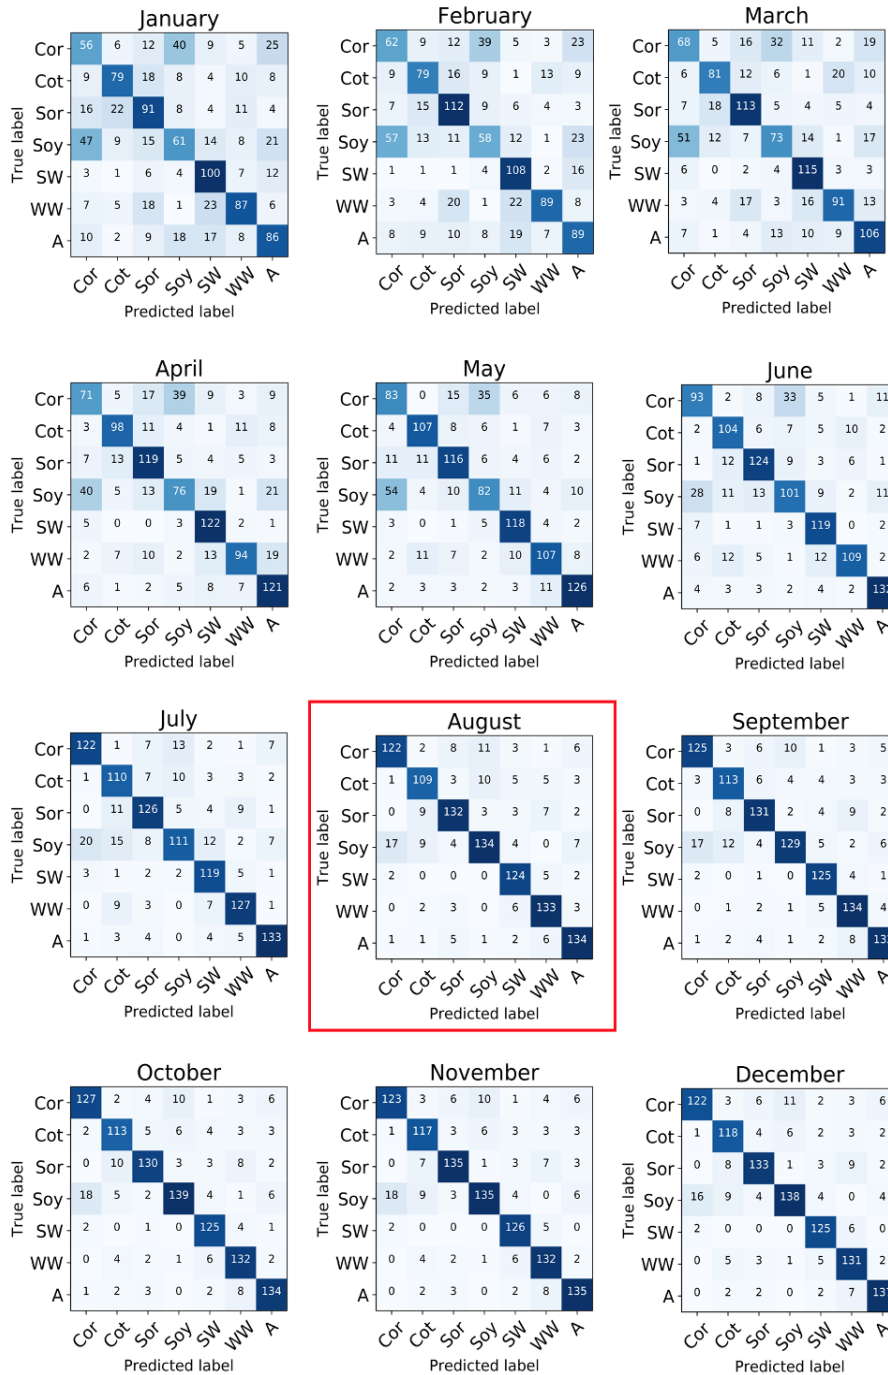 January
True label
Cor 56 6 12 40 9 5 25
Cot 9 79 18 8 4 10 8
Sor 16 22 91 8 4 11 4
Soy 47 9 15 61 14 8 21
SW 3 1 6 4 100 7 12
WW 7 5 18 1 23 87 6
A 10 2 9 18 17 8 86
Cor Cot Sor Soy SW WW A
Predicted label
February
True label
Cor 62 9 12 39 5 3 23
Cot 9 79 16 9 1 13 9
Sor 7 15 112 9 6 4 3
Soy 57 13 11 58 12 1 23
SW 1 1 1 4 108 2 16
WW 3 4 20 1 22 89 8
A 8 9 10 8 19 7 89
Cor Cot Sor Soy SW WW A
Predicted label
March
True label
Cor 68 5 16 32 11 2 19
Cot 6 81 12 6 1 20 10
Sor 7 18 113 5 4 5 4
Soy 51 12 7 73 14 1 17
SW 6 0 2 4 115 3 3
WW 3 4 17 3 16 91 13
A 7 1 4 13 10 9 106
Cor Cot Sor Soy SW WW A
Predicted label
April
True label
Cor 71 5 17 39 9 3 9
Cot 3 98 11 4 1 11 8
Sor 7 13 119 5 4 5 3
Soy 40 5 13 76 19 1 21
SW 5 0 0 3 122 2 1
WW 2 7 10 2 13 94 19
A 6 1 2 5 8 7 121
Cor Cot Sor Soy SW WW A
Predicted label
May
True label
Cor 83 0 15 35 6 6 8
Cot 4 107 8 6 1 7 3
Sor 11 11 116 6 4 6 2
Soy 54 4 10 82 11 4 10
SW 3 0 1 5 118 4 2
WW 2 11 7 2 10 107 8
A 2 3 3 2 3 11 126
Cor Cot Sor Soy SW WW A
Predicted label
June
True label
Cor 93 2 8 33 5 1 11
Cot 2 104 6 7 5 10 2
Sor 1 12 124 9 3 6 1
Soy 28 11 13 101 9 2 11
SW 7 1 1 3 119 0 2
WW 6 12 5 1 12 109 2
A 4 3 3 2 4 2 132
Cor Cot Sor Soy SW WW A
Predicted label
July
True label
Cor 122 1 7 13 2 1 7
Cot 1 110 7 10 3 3 2
Sor 0 11 126 5 4 9 1
Soy 20 15 8 111 12 2 7
SW 3 1 2 2 119 5 1
WW 0 9 3 0 7 127 1
A 1 3 4 0 4 5 133
Cor Cot Sor Soy SW WW A
Predicted label
August
True label
Cor 122 2 8 11 3 1 6
Cot 1 109 3 10 5 5 3
Sor 0 9 132 3 3 7 2
Soy 17 9 4 134 4 0 7
SW 2 0 0 0 124 5 2
WW 0 2 3 0 6 133 3
A 1 1 5 1 2 6 134
Cor Cot Sor Soy SW WW A
Predicted label
September
True label
Cor 125 3 6 10 1 3 5
Cot 3 113 6 4 4 3 3
Sor 0 8 131 2 4 9 2
Soy 17 12 4 129 5 2 6
SW 2 0 1 0 125 4 1
WW 0 1 2 1 5 134 4
A 1 2 4 1 2 8
Cor Cot Sor Soy SW WW A
Predicted label
October
True label
Cor 127 2 4 10 1 3 6
Cot 2 113 5 6 4 3 3
Sor 0 10 130 3 3 8 2
Soy 18 5 2 139 4 1 6
SW 2 0 1 0 125 4 1
WW 0 4 2 1 6 132 2
A 1 2 3 0 2 8 134
Cor Cot Sor Soy SW WW A
Predicted label
November
True label
Cor 123 3 6 10 1 4 6
Cot 1 117 3 6 3 3 3
Sor 0 7 135 1 3 7 3
Soy 18 9 3 135 4 0 6
SW 2 0 0 0 126 5 0
WW 0 4 2 1 6 132 2
A 0 2 3 0 2 8 135
Cor Cot Sor Soy SW WW A
Predicted label
December
True label
Cor 122 3 6 11 2 3 6
Cot 1 118 4 6 2 3 2
Sor 0 8 133 1 3 9 2
Soy 16 9 4 138 4 0 4
SW 2 0 0 0 125 6 0
WW 0 5 3 1 5 131 2
A 0 2 2 0 2 7 137
Cor Cot Sor Soy SW WW A
Predicted label